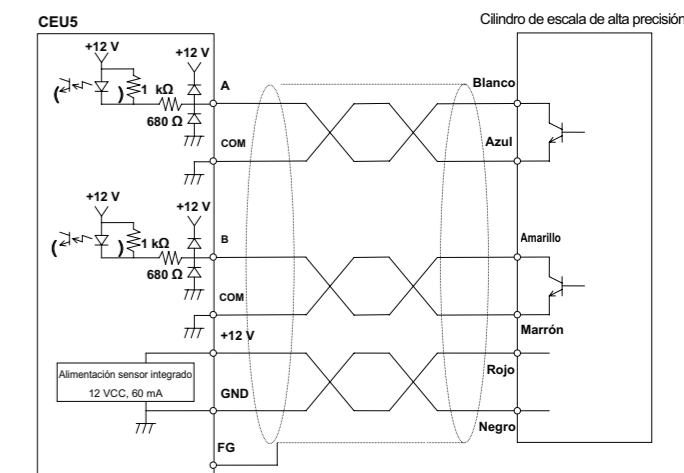 CEU5
Cilindro de escala de alta precisión
+12 V
+12 V
1 kΩ
680 Ω
A
COM
Blanco
Azul
+12 V
+12 V
1 kΩ
680 Ω
B
COM
Amarillo
Marrón
+12 V
Rojo
Alimentación sensor integrado
12 VCC, 60 mA
GND
Negro
FG